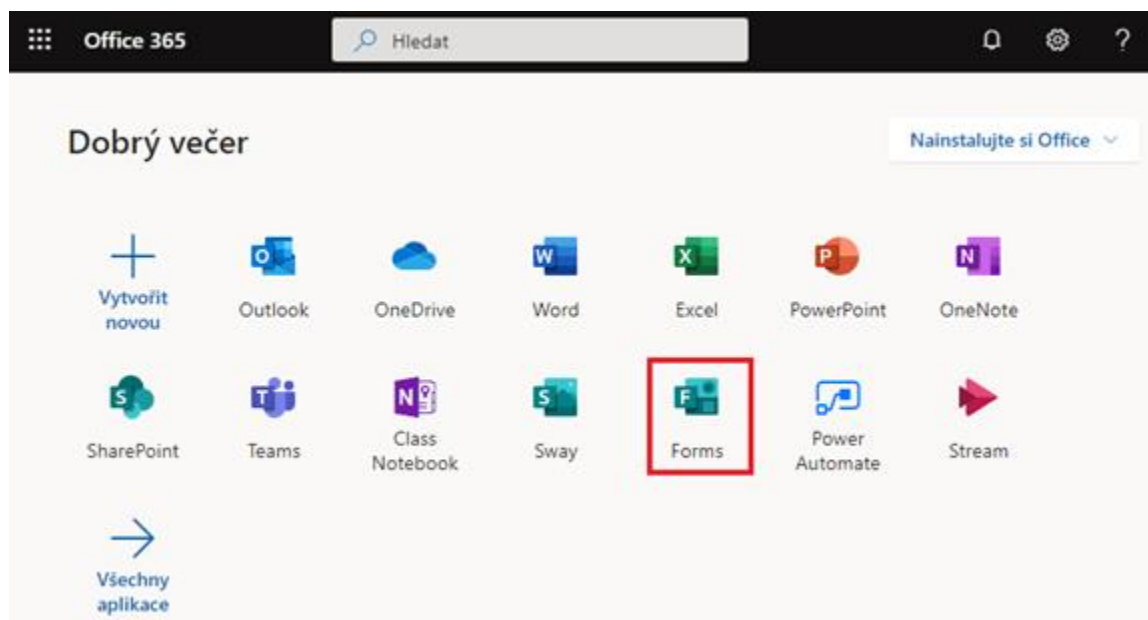 Office 365
Hledat
?
Dobrý večer
Nainstalujte si Office
Vytvořit
novou
Outlook
OneDrive
Word
Excel
PowerPoint
OneNote
SharePoint
Teams
Class
Notebook
Sway
Forms
Power
Automate
Stream
Všechny
aplikace